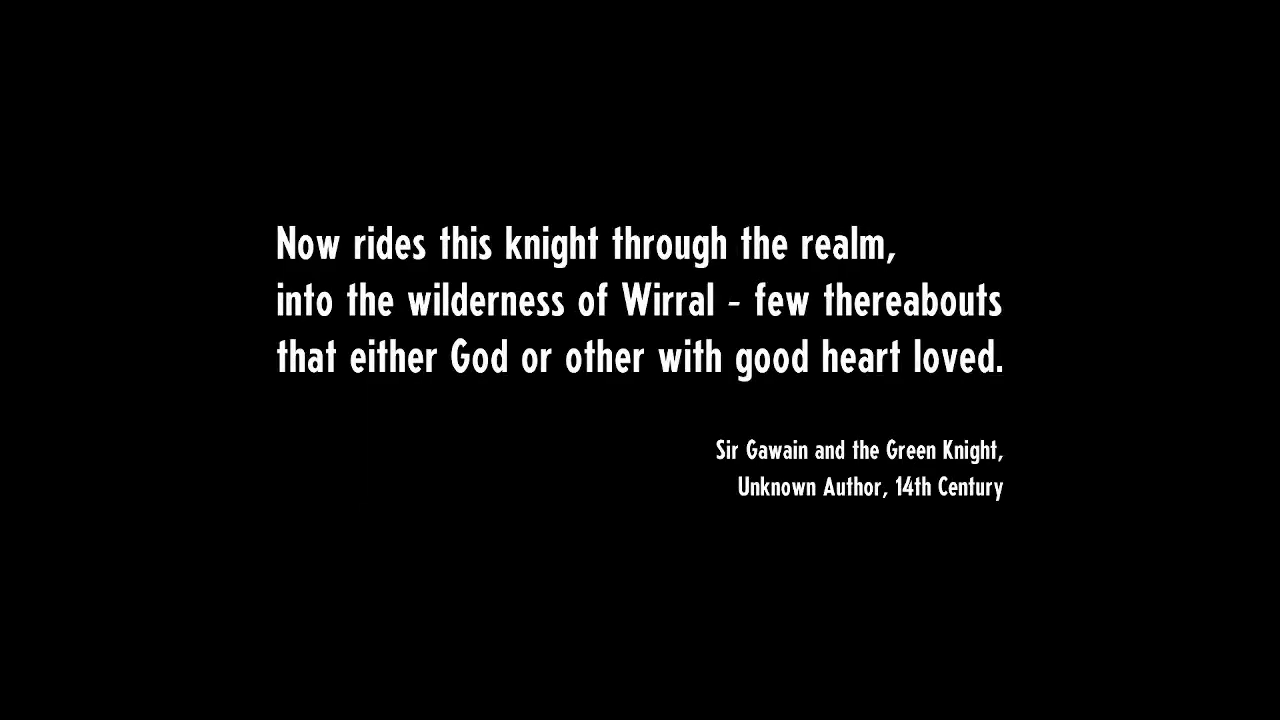 Now rides this knight through the realm,
into the wilderness of Wirral - few thereabouts
that either God or other with good heart loved.
Sir Gawain and the Green Knight,
Unknown Author, 14th Century